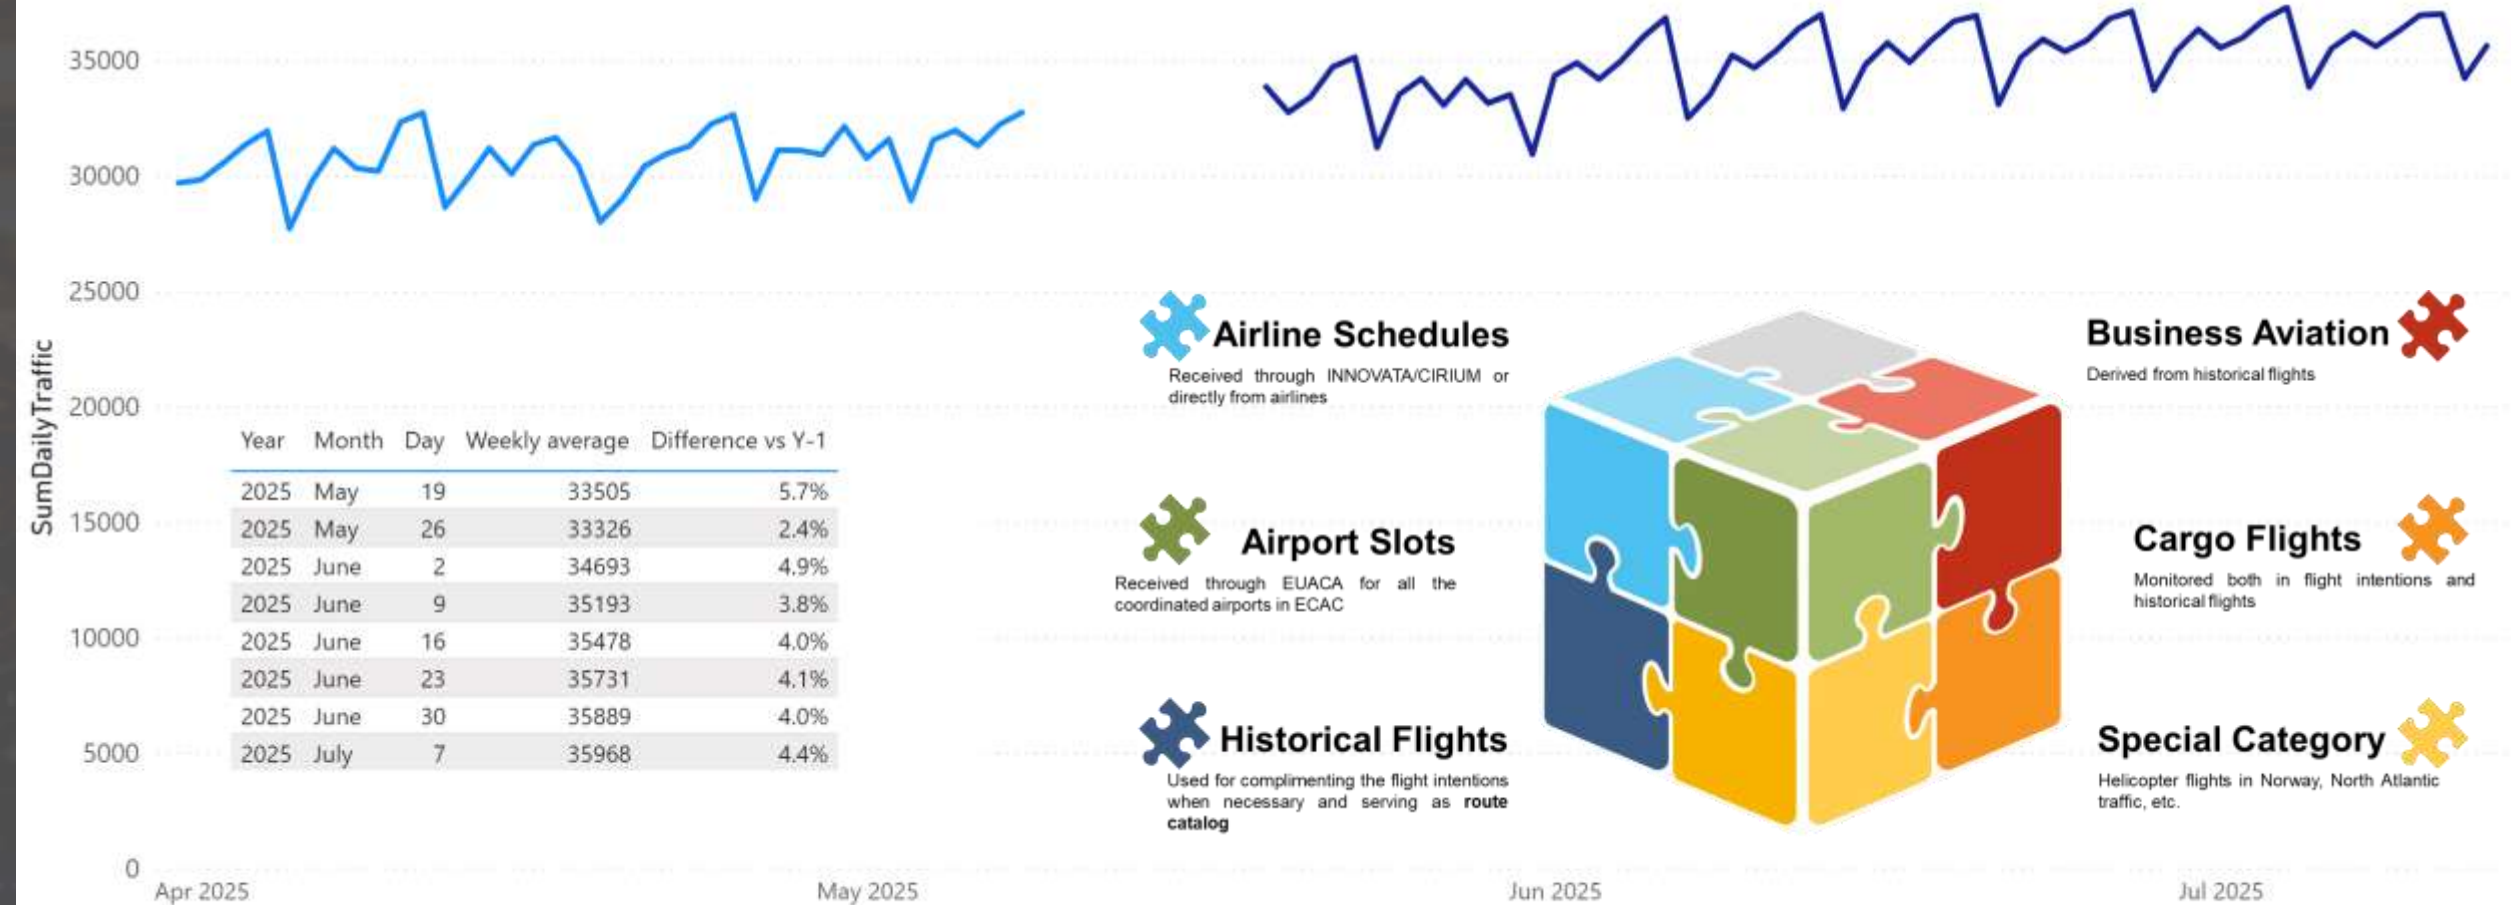 35000
30000
25000
20000
15000
10000
5000
0
SumDailyTraffic
Apr 2025
May 2025
Jun 2025
Jul 2025
Year Month Day Weekly average Difference vs Y-1
2025 May 19 33505 5.7%
2025 May 26 33326 2.4%
2025 June 2 34693 4.9%
2025 June 9 35193 3.8%
2025 June 16 35478 4.0%
2025 June 23 35731 4.1%
2025 June 30 35889 4.0%
2025 July 7 35968 4.4%
Airline Schedules
Received through INNOVATA/CIRIUM or
directly from airlines
Airport Slots
Received through EUACA for all the
coordinated airports in ECAC
Historical Flights
Used for complimenting the flight intentions
when necessary and serving as route
catalog
Business Aviation
Derived from historical flights
Cargo Flights
Monitored both in flight intentions and
historical flights
Special Category
Helicopter flights in Norway, North Atlantic
traffic, etc.